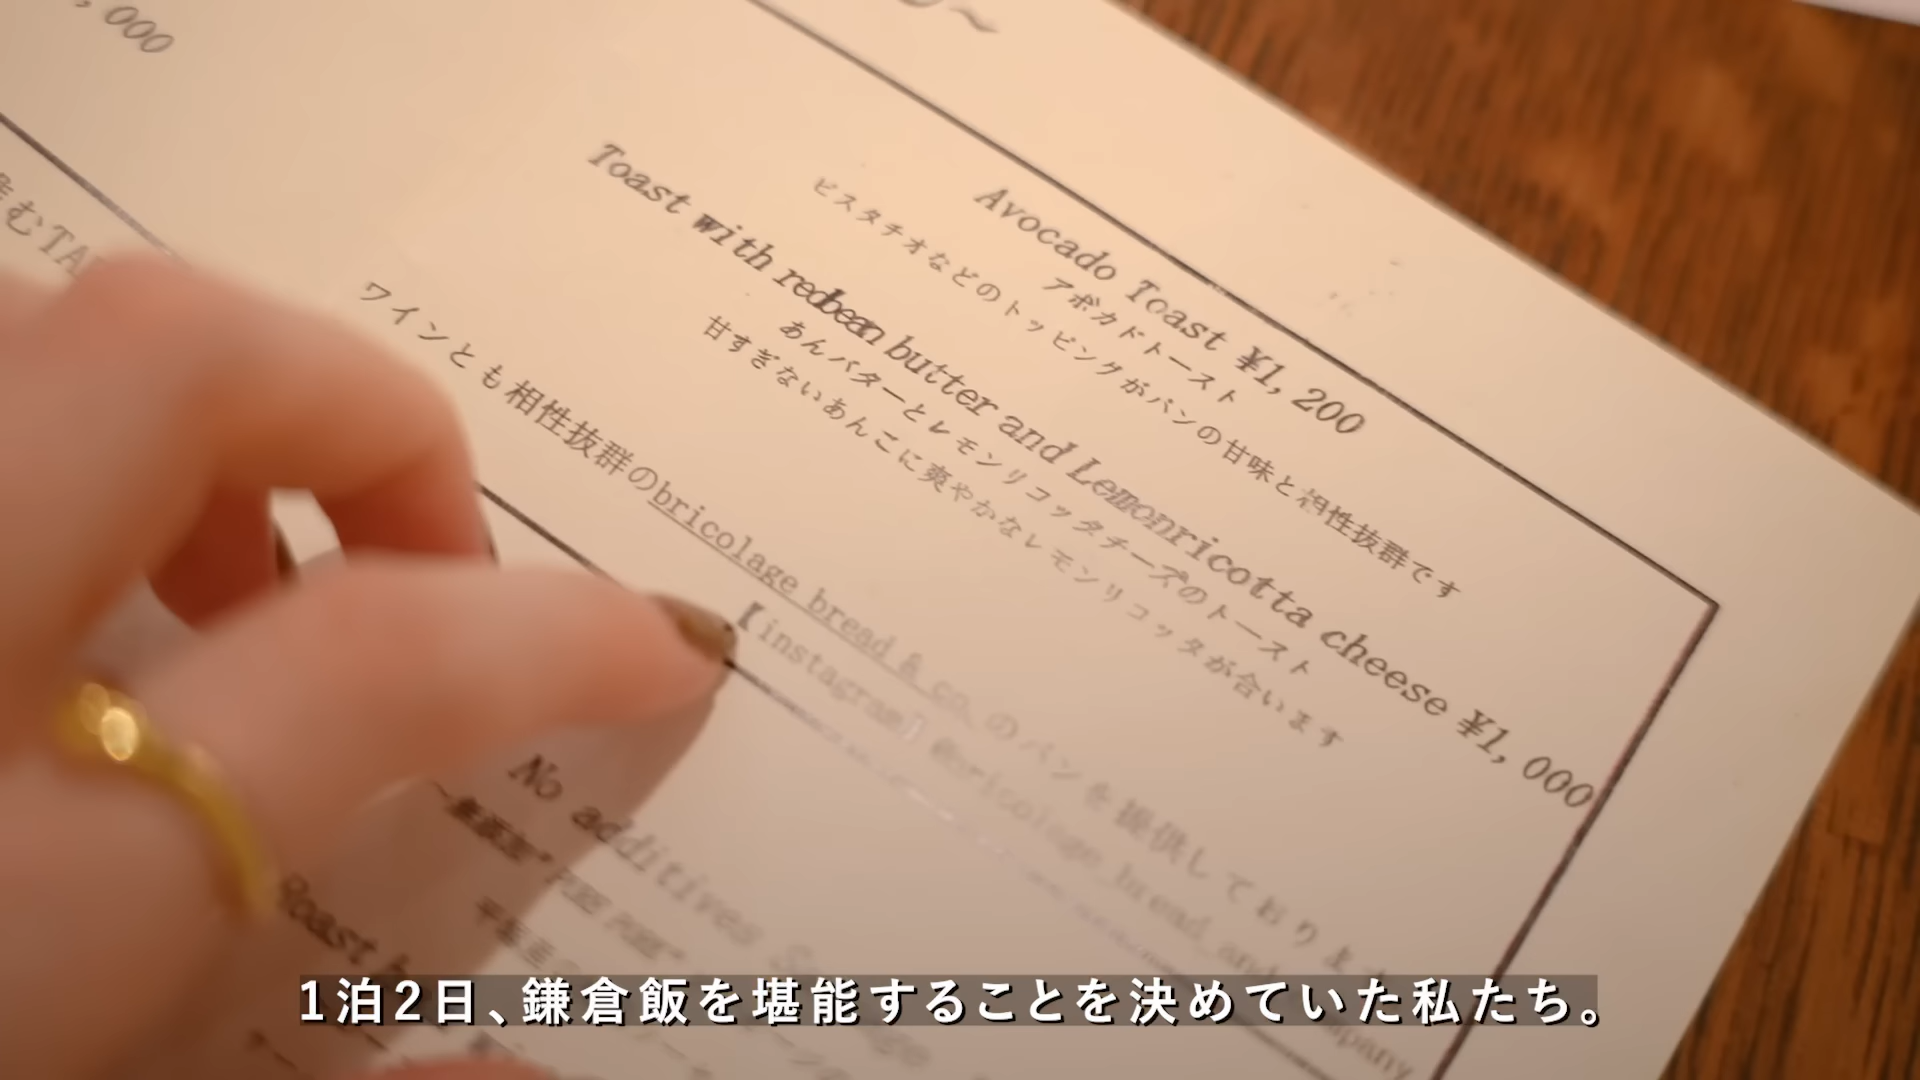 ,000
Avocado Toast ¥1,200
アボカドトースト
ピスタチオなどのトッピングがパンの甘味と相性抜群です
Toast with redbean butter and Lemonricotta cheese ¥1,000
あんバターとレモンリコッタチーズのトースト
甘すぎないあんこに爽やかなレモンリコッタが合います
ワインとも相性抜群のbricolage bread & co.のパンを提供しております
【instagram】@bricolage_bread_and_company
No additives
~無添加"PURE PORK"
Roast
1泊2日、鎌倉飯を堪能することを決めていた私たち。